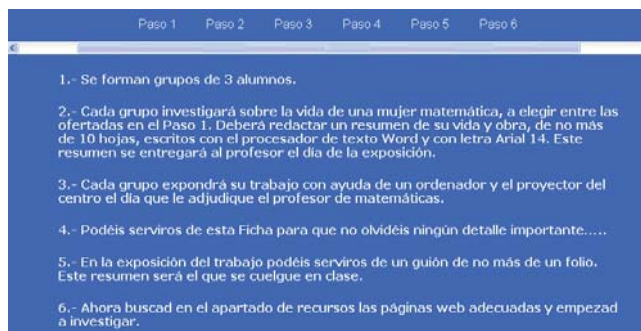 Paso 1 Paso 2 Paso 3 Paso 4 Paso 5 Paso 6
1.- Se forman grupos de 3 alumnos.
2.- Cada grupo investigará sobre la vida de una mujer matemática, a elegir entre las
ofertadas en el Paso 1. Deberá redactar un resumen de su vida y obra, de no más
de 10 hojas, escritos con el procesador de texto Word y con letra Arial 14. Este
resumen se entregará al profesor el día de la exposición.
3.- Cada grupo expondrá su trabajo con ayuda de un ordenador y el proyector del
centro el día que le adjudique el profesor de matemáticas.
4.- Podéis serviros de esta Ficha para que no olvidéis ningún detalle importante.....
5.- En la exposición del trabajo podéis serviros de un guión de no más de un folio.
Este resumen será el que se cuelgue en clase.
6.- Ahora buscad en el apartado de recursos las páginas web adecuadas y empezad
a investigar.